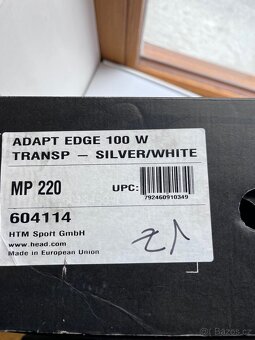 ADAPT EDGE 100 W
TRANSP – SILVER/WHITE
MP 220
UPC:
792460910349
604114
HTM Sport GmbH
www.head.com
Made in European Union